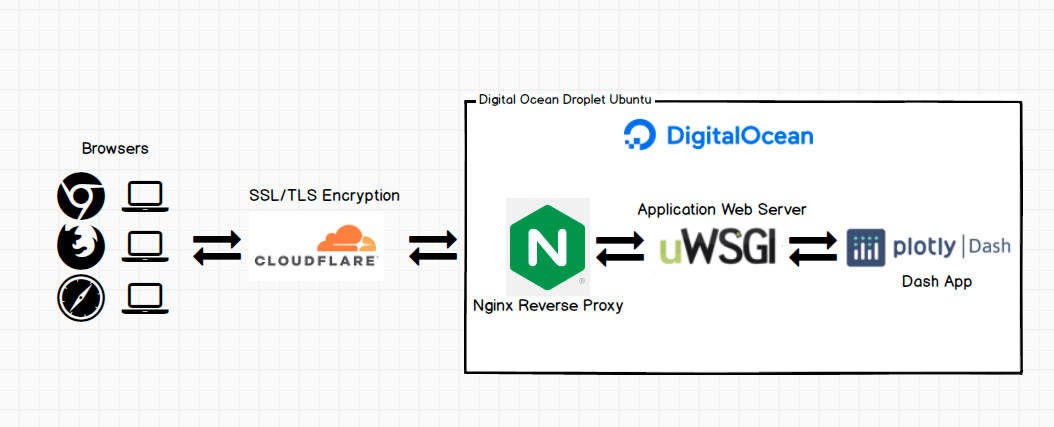 Digital Ocean Droplet Ubuntu
DigitalOcean
Browsers
SSL/TLS Encryption
CLOUDFLARE
N
®
Nginx Reverse Proxy
Application Web Server
uWSGI
plotly | Dash
Dash App